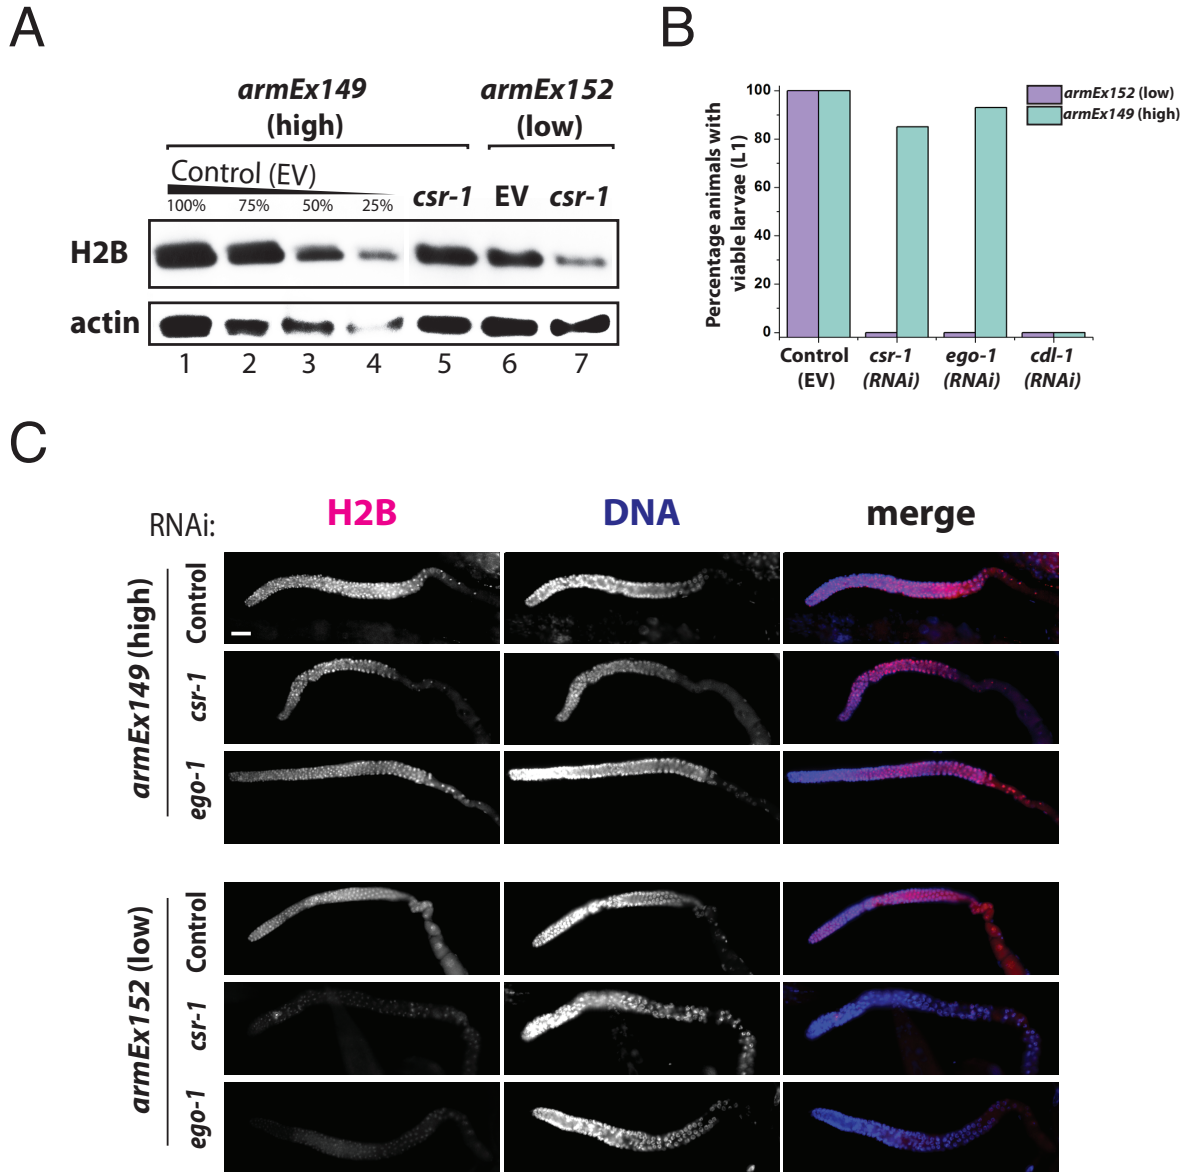 A
armEx149
(high)
armEx152
(low)
Control (EV)
100% 75% 50% 25%
csr-1 EV csr-1
H2B
actin
1 2 3 4 5 6 7
B
Percentage animals with
viable larvae (L1)
100
80
60
40
20
0
armEx152 (low)
armEx149 (high)
Control
(EV)
csr-1
(RNAi)
ego-1
(RNAi)
cdl-1
(RNAi)
C
RNAi: H2B DNA merge
armEx149 (high)
Control
csr-1
ego-1
armEx152 (low)
Control
csr-1
ego-1